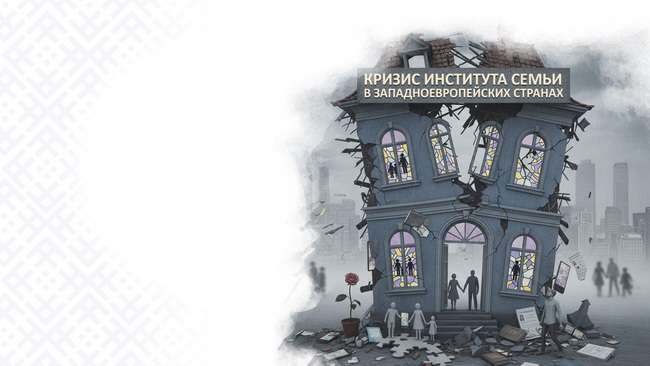 КРИЗИС ИНСТИТУТА СЕМЬИ
В ЗАПАДНОЕВРОПЕЙСКИХ СТРАНАХ